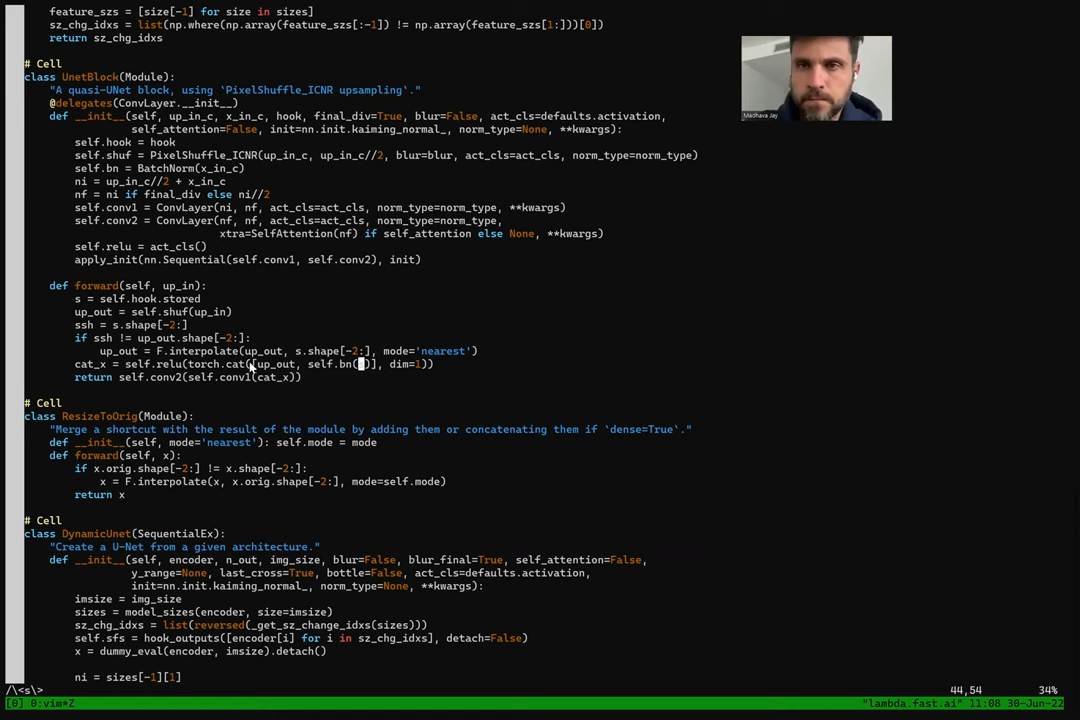 feature_szs = [size[-1] for size in sizes]
    sz_chg_idxs = list(np.where(np.array(feature_szs[:-1]) != np.array(feature_szs[1:]))[0])
    return sz_chg_idxs
# Cell
class UnetBlock(Module):
    "A quasi-UNet block, using `PixelShuffle_ICNR upsampling`."
    @delegates(ConvLayer.__init__)
    def __init__(self, up_in_c, x_in_c, hook, final_div=True, blur=False, act_cls=defaults.activation,
                 self_attention=False, init=nn.init.kaiming_normal_, norm_type=None, **kwargs):
        self.hook = hook
        self.shuf = PixelShuffle_ICNR(up_in_c, up_in_c//2, blur=blur, act_cls=act_cls, norm_type=norm_type)
        self.bn = BatchNorm(x_in_c)
        ni = up_in_c//2 + x_in_c
        nf = ni if final_div else ni//2
        self.conv1 = ConvLayer(ni, nf, act_cls=act_cls, norm_type=norm_type, **kwargs)
        self.conv2 = ConvLayer(nf, nf, act_cls=act_cls, norm_type=norm_type,
                               xtra=SelfAttention(nf) if self_attention else None, **kwargs)
        self.relu = act_cls()
        apply_init(nn.Sequential(self.conv1, self.conv2), init)
    def forward(self, up_in):
        s = self.hook.stored
        up_out = self.shuf(up_in)
        ssh = s.shape[-2:]
        if ssh != up_out.shape[-2:]:
            up_out = F.interpolate(up_out, s.shape[-2:], mode='nearest')
        cat_x = self.relu(torch.cat([up_out, self.bn(s)], dim=1))
        return self.conv2(self.conv1(cat_x))
# Cell
class ResizeToOrig(Module):
    "Merge a shortcut with the result of the module by adding them or concatenating them if `dense=True`."
    def __init__(self, mode='nearest'): self.mode = mode
    def forward(self, x):
        if x.orig.shape[-2:] != x.shape[-2:]:
            x = F.interpolate(x, x.orig.shape[-2:], mode=self.mode)
        return x
# Cell
class DynamicUnet(SequentialEx):
    "Create a U-Net from a given architecture."
    def __init__(self, encoder, n_out, img_size, blur=False, blur_final=True, self_attention=False,
                 y_range=None, last_cross=True, bottle=False, act_cls=defaults.activation,
                 init=nn.init.kaiming_normal_, norm_type=None, **kwargs):
        imsize = img_size
        sizes = model_sizes(encoder, size=imsize)
        sz_chg_idxs = list(reversed(_get_sz_change_idxs(sizes)))
        self.sfs = hook_outputs([encoder[i] for i in sz_chg_idxs], detach=False)
        x = dummy_eval(encoder, imsize).detach()
        ni = sizes[-1][1]
/\<s\> 44,54 34%
[0] 0:vim*Z "lambda.fast.ai" 11:08 30-Jun-22
Madhava Jay